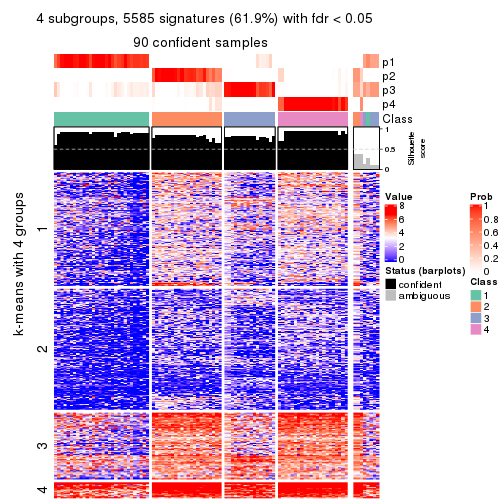 4 subgroups, 5585 signatures (61.9%) with fdr < 0.05
90 confident samples
p1
p2
p3
p4
Class
1
0.5
0
Silhouette
score
k-means with 4 groups
1
2
3
4
Value
8
6
4
2
0
Status (barplots)
confident
ambiguous
Prob
1
0.8
0.6
0.4
0.2
0
Class
1
2
3
4